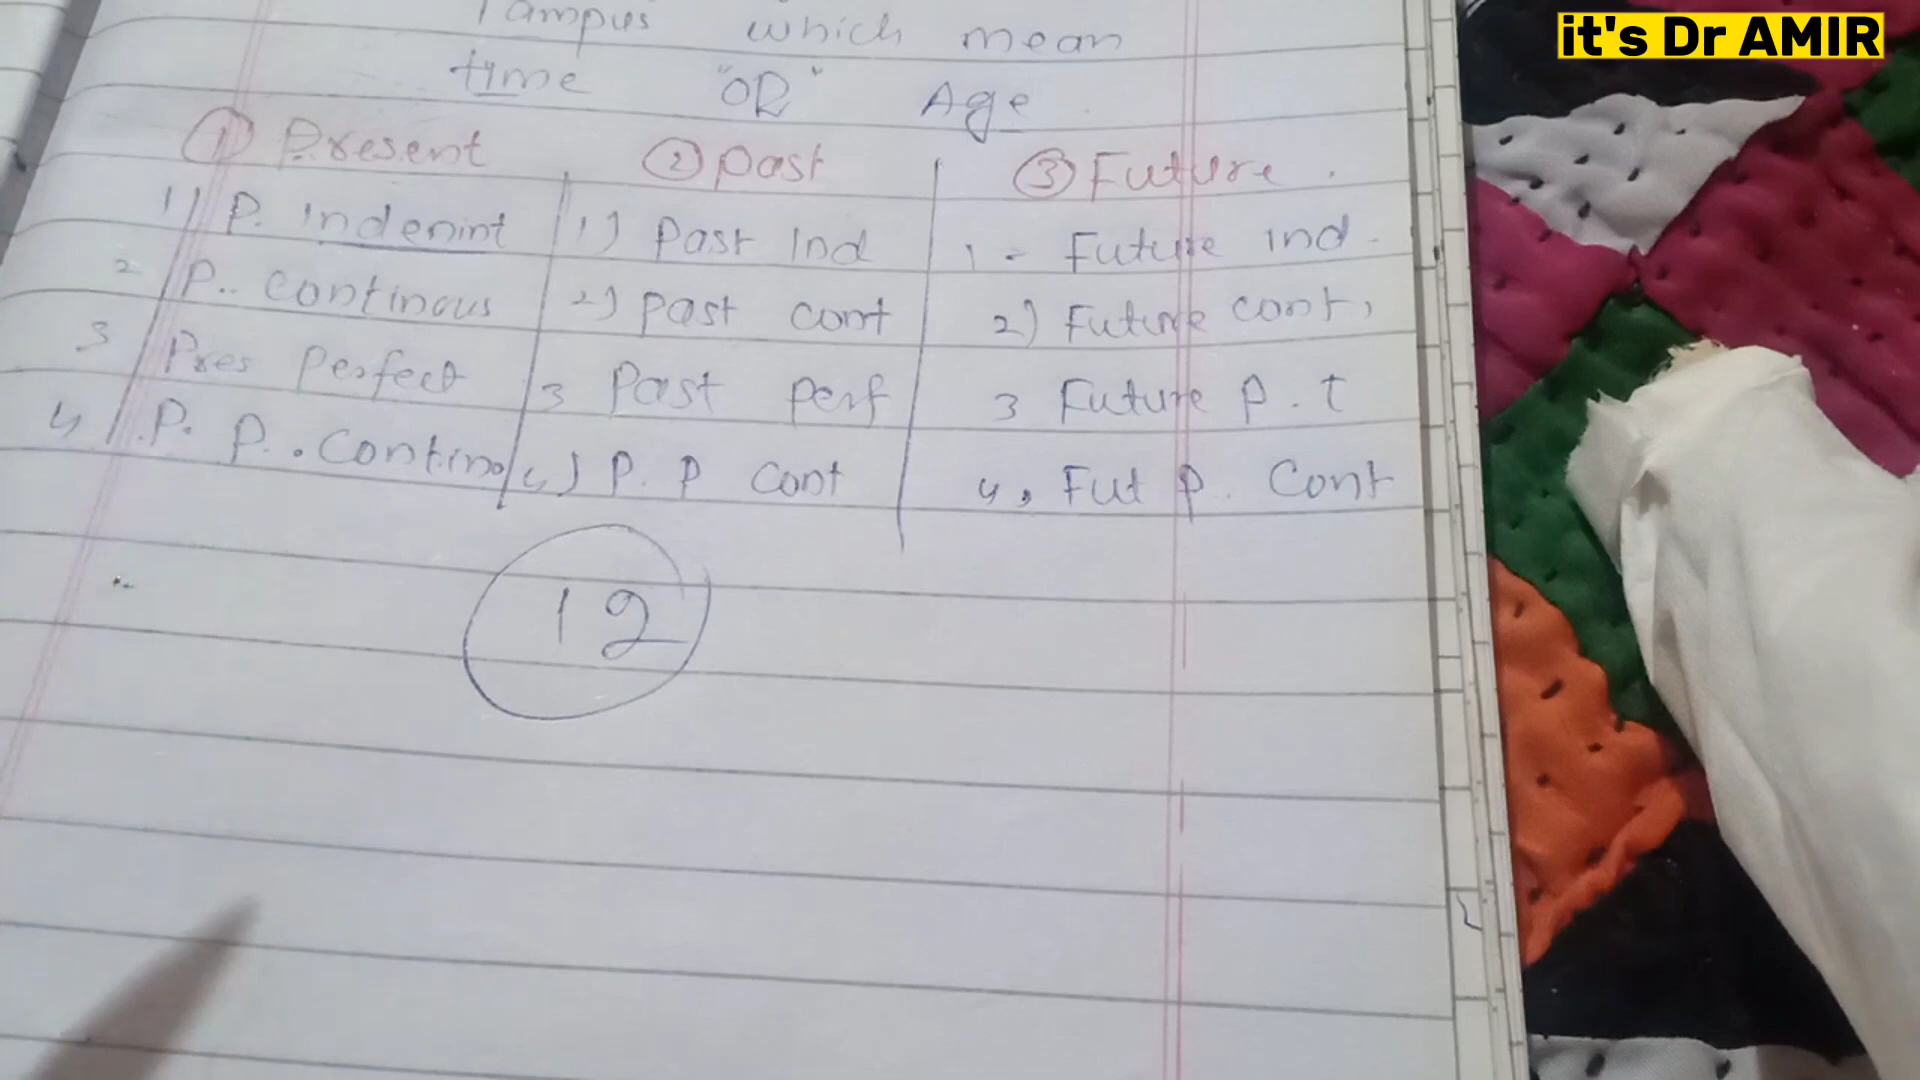 it's Dr AMIR
Tampus which mean
time "OR" Age
① Present ② past ③ Future.
1) P. Indenint 1) Past Ind 1- Future ind-
2 P.. continous 2) past cont 2) Future cont,
3 Pres Perfect 3 Past perf 3 Future P.t
4 .P. P..Contino 4) P. P Cont 4, Fut P. Cont
12